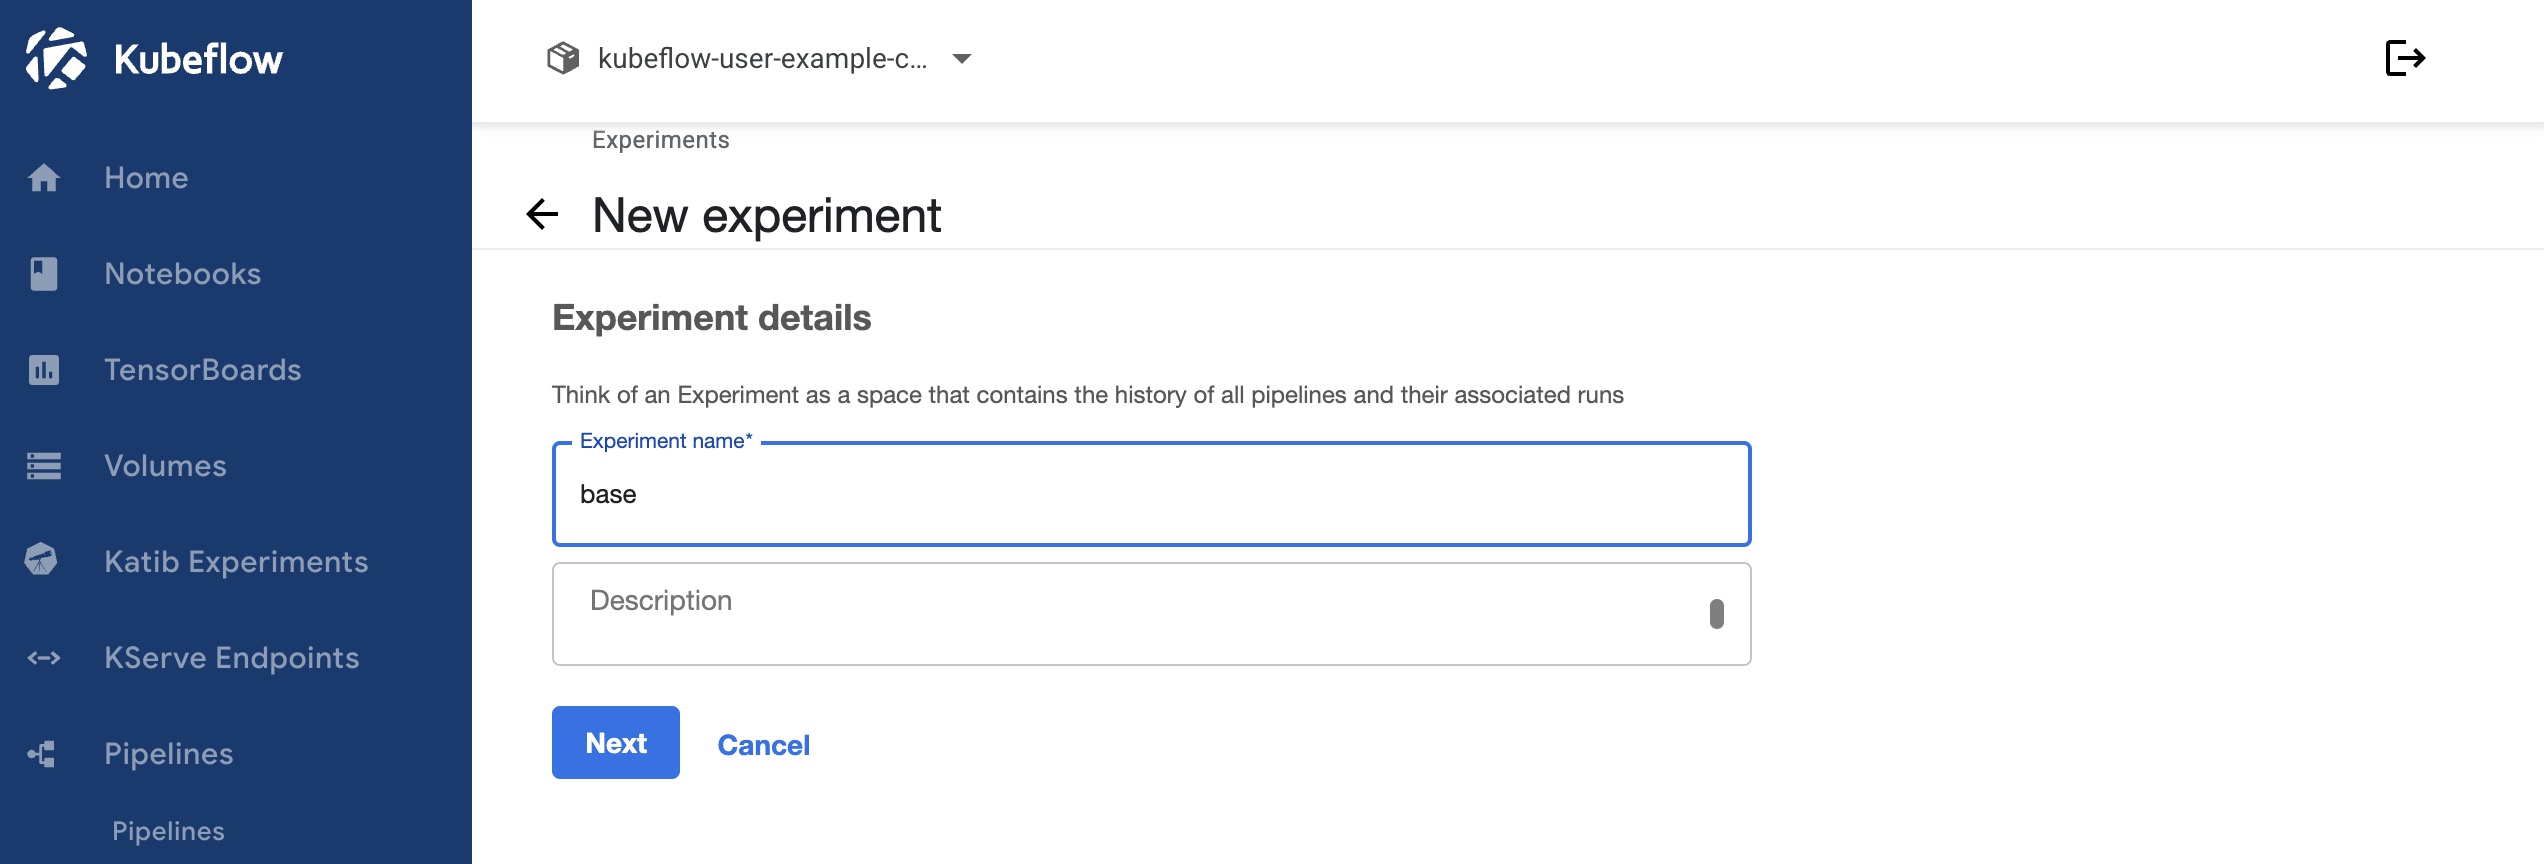 Kubeflow
Home
Notebooks
TensorBoards
Volumes
Katib Experiments
KServe Endpoints
Pipelines
Pipelines
kubeflow-user-example-c...
Experiments
New experiment
Experiment details
Think of an Experiment as a space that contains the history of all pipelines and their associated runs
Experiment name*
base
Description
Next
Cancel